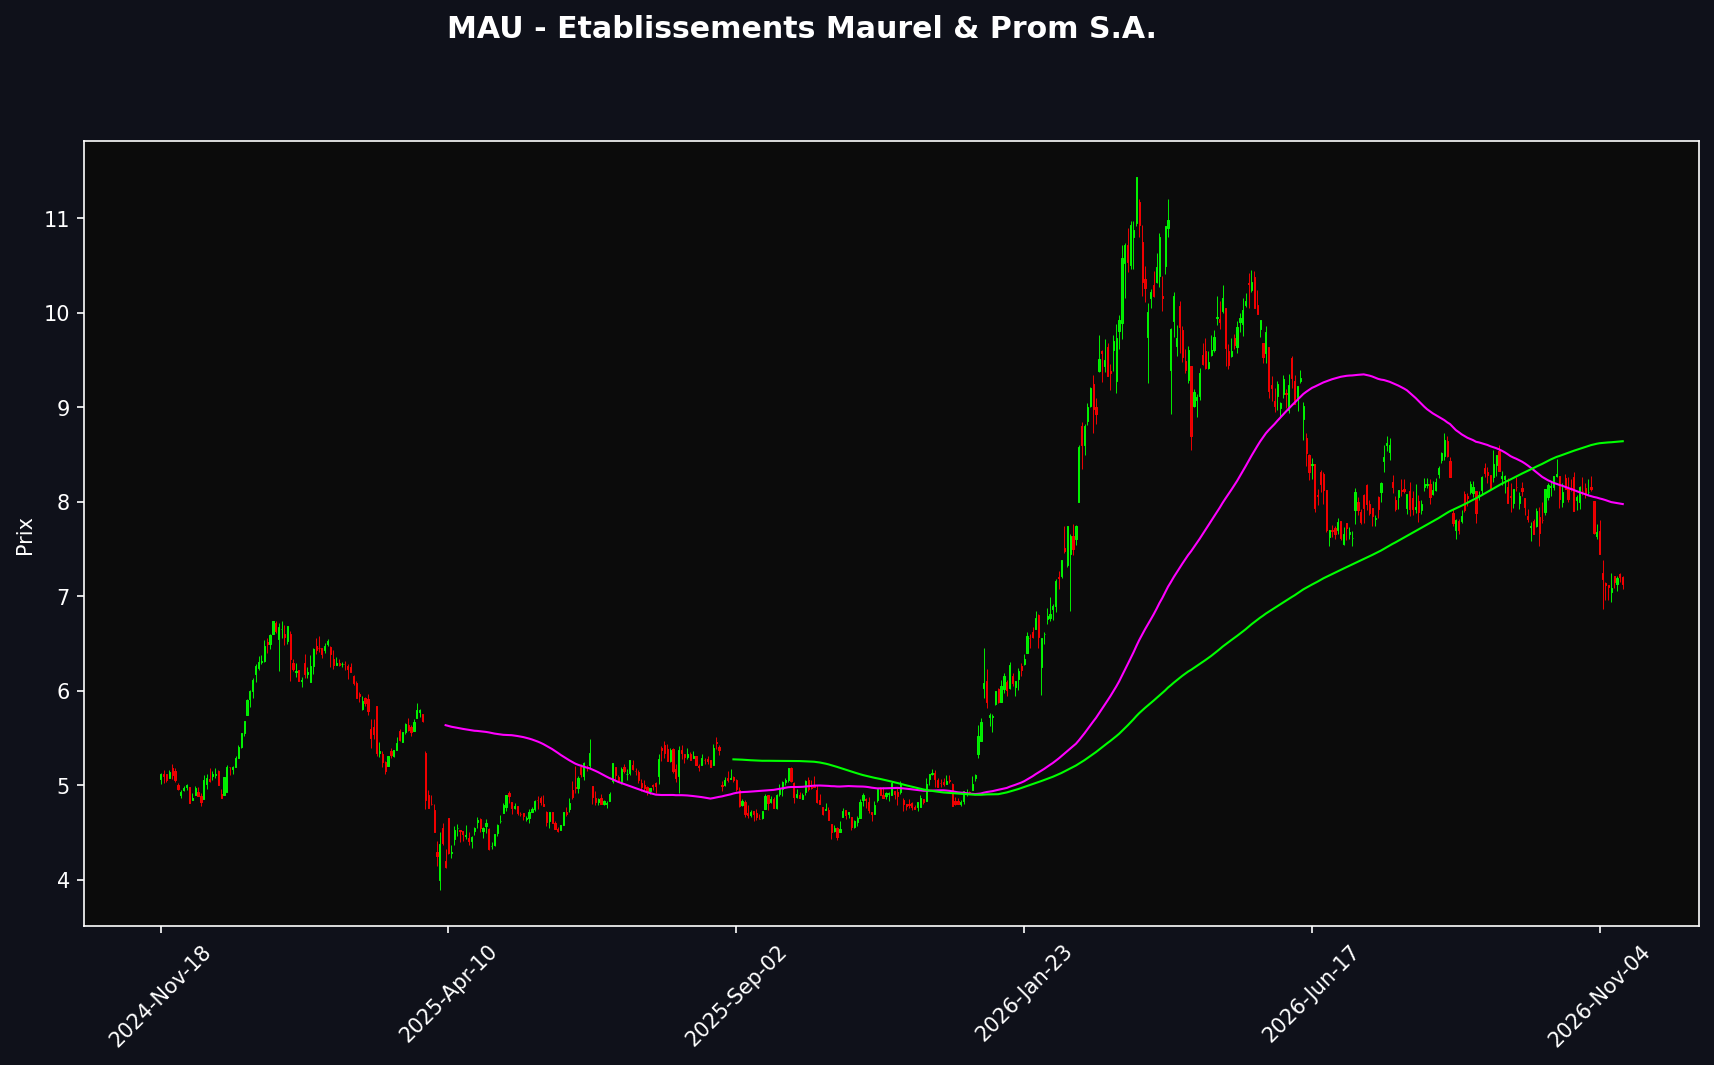 MAU - Etablissements Maurel & Prom S.A.
Prix
11
10
9
8
7
6
5
4
2024-Nov-18
2025-Apr-10
2025-Sep-02
2026-Jan-23
2026-Jun-17
2026-Nov-04